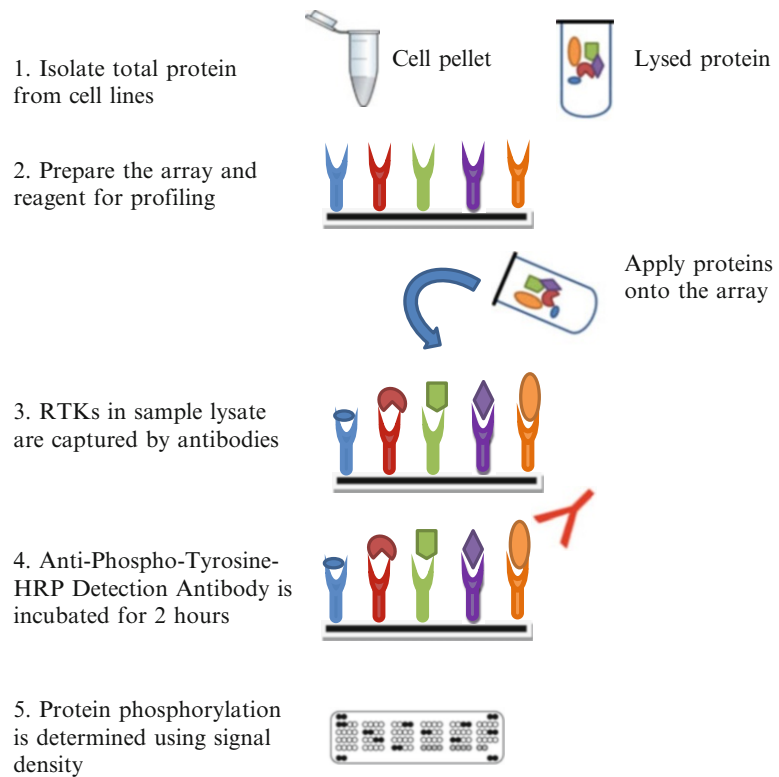 1. Isolate total protein
from cell lines
Cell pellet
Lysed protein
2. Prepare the array and
reagent for profiling
Apply proteins
onto the array
3. RTKs in sample lysate
are captured by antibodies
4. Anti-Phospho-Tyrosine-
HRP Detection Antibody is
incubated for 2 hours
5. Protein phosphorylation
is determined using signal
density